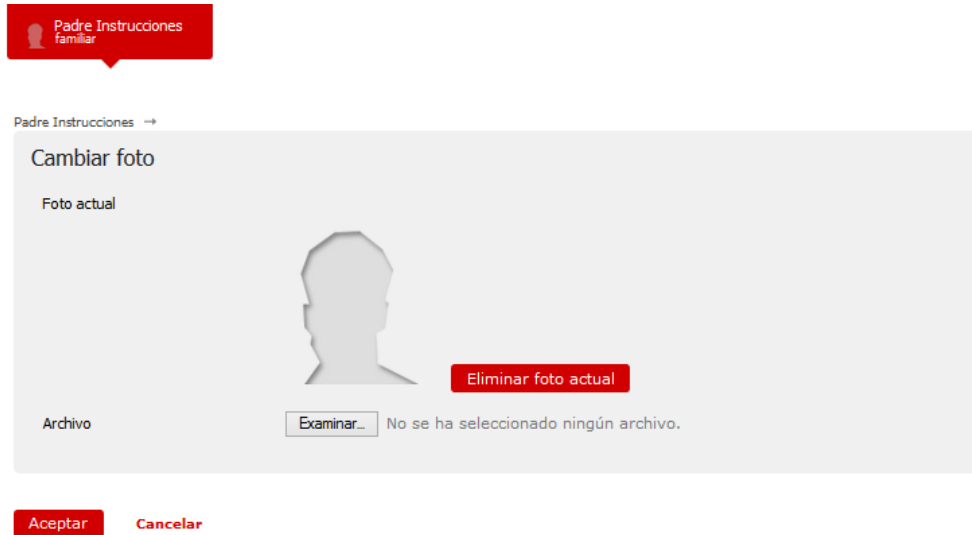 Padre Instrucciones
familiar
Padre Instrucciones →
Cambiar foto
Foto actual
Eliminar foto actual
Archivo
Examinar... No se ha seleccionado ningún archivo.
Aceptar Cancelar